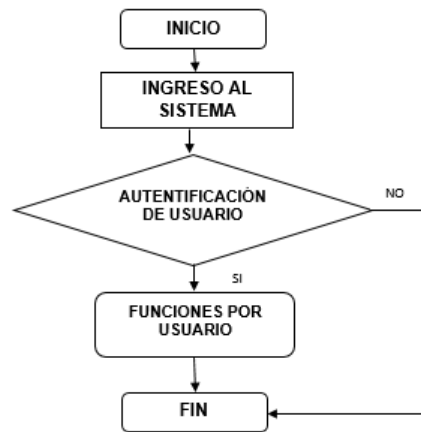 INICIO
INGRESO AL
SISTEMA
AUTENTIFICACIÓN
DE USUARIO
NO
SI
FUNCIONES POR
USUARIO
FIN